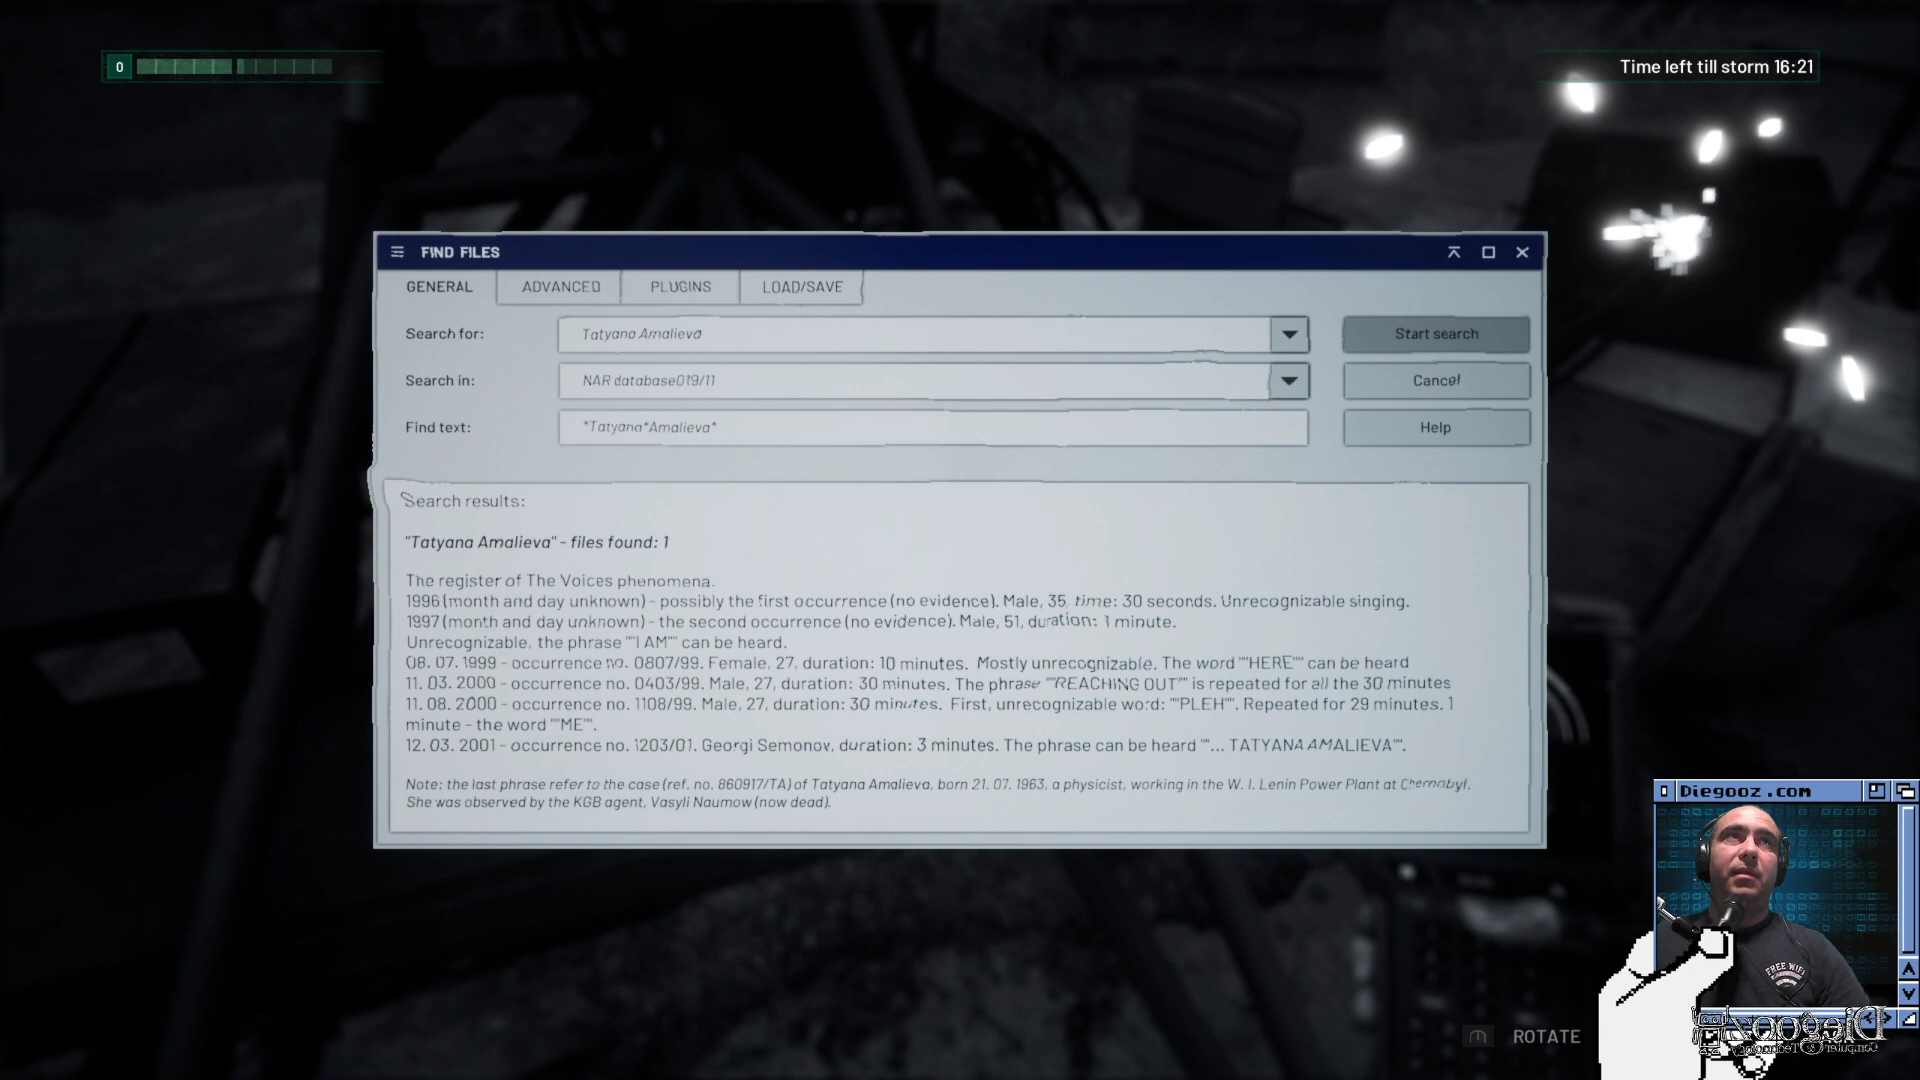 0
Time left till storm 16:21
FIND FILES
GENERAL ADVANCED PLUGINS LOAD/SAVE
Search for: Tatyana Amalieva Start search
Search in: NAR database019/11 Cancel
Find text: *Tatyana*Amalieva* Help
Search results:
"Tatyana Amalieva" - files found: 1
The register of The Voices phenomena.
1996 (month and day unknown) - possibly the first occurrence (no evidence). Male, 35, time: 30 seconds. Unrecognizable singing.
1997 (month and day unknown) - the second occurrence (no evidence). Male, 51, duration: 1 minute.
Unrecognizable, the phrase ""I AM"" can be heard.
08. 07. 1999 - occurrence no. 0807/99. Female, 27, duration: 10 minutes. Mostly unrecognizable. The word ""HERE"" can be heard
11. 03. 2000 - occurrence no. 0403/99. Male, 27, duration: 30 minutes. The phrase ""REACHING OUT"" is repeated for all the 30 minutes
11. 08. 2000 - occurrence no. 1108/99. Male, 27, duration: 30 minutes. First, unrecognizable word: ""PLEH"". Repeated for 29 minutes. 1
minute - the word ""ME"".
12. 03. 2001 - occurrence no. 1203/01. Georgi Semonov, duration: 3 minutes. The phrase can be heard ""... TATYANA AMALIEVA"".
Note: the last phrase refer to the case (ref. no. 860917/TA) of Tatyana Amalieva, born 21. 07. 1963, a physicist, working in the W. I. Lenin Power Plant at Chernobyl.
She was observed by the KGB agent, Vasyli Naumow (now dead).
Diegooz.com
FREE WIFI
Diegooz
Computer & Technology
ROTATE